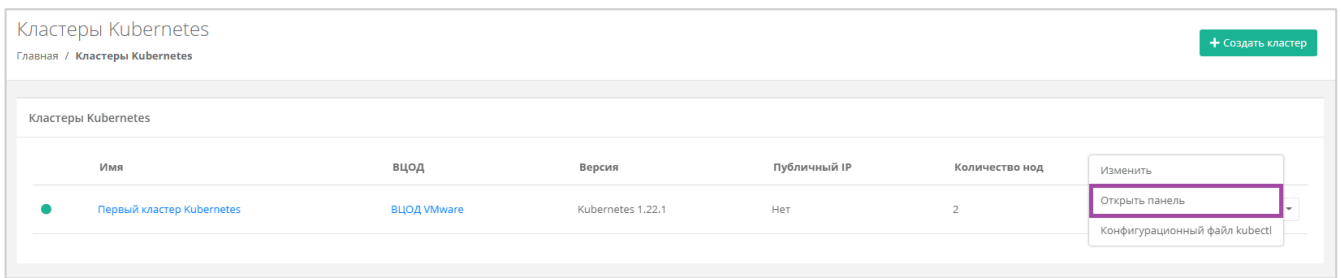 Кластеры Kubernetes
Главная / Кластеры Kubernetes
+ Создать кластер
Кластеры Kubernetes
Имя ВЦОД Версия Публичный IP Количество нод
Первый кластер Kubernetes ВЦОД VMware Kubernetes 1.22.1 Нет 2
Изменить
Открыть панель
Конфигурационный файл kubectl